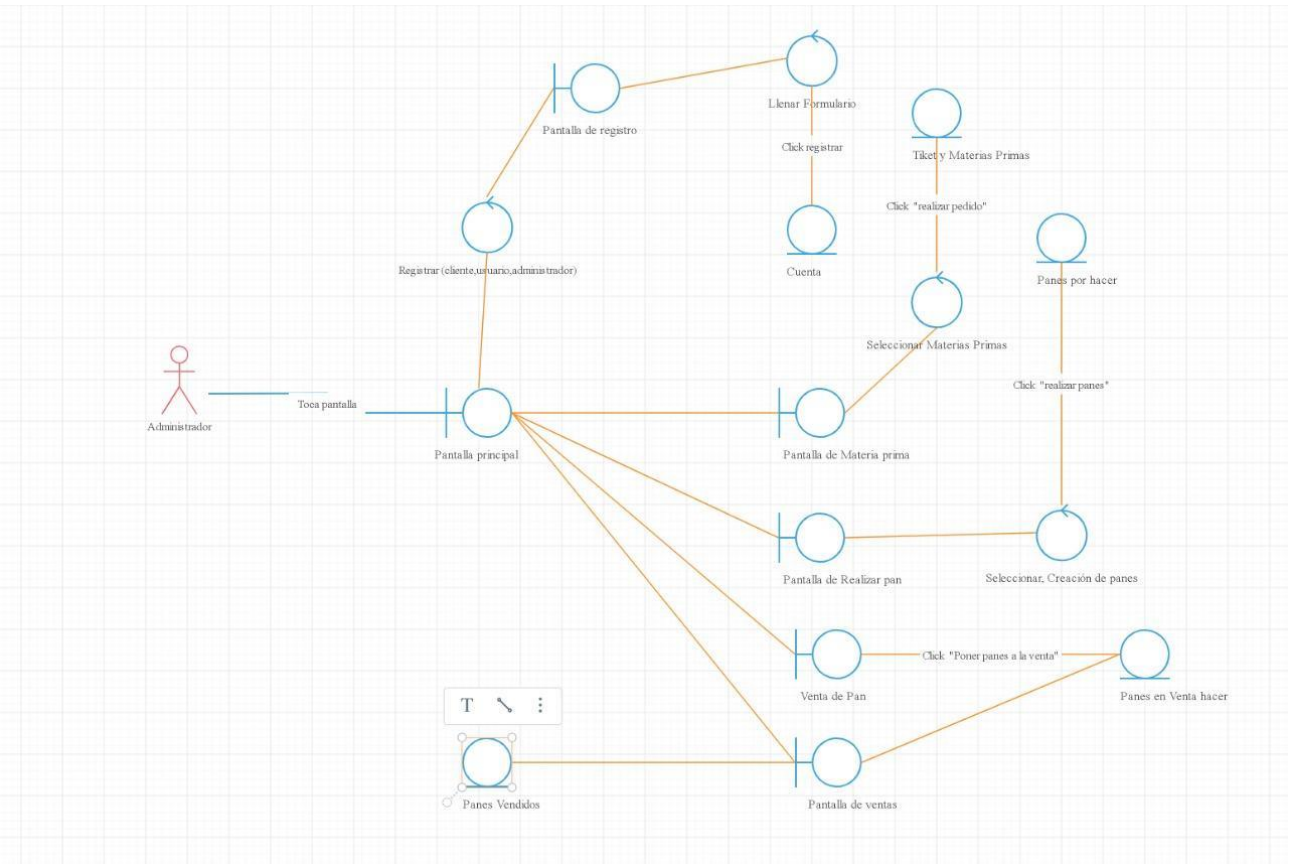 Llenar Formulario
Pantalla de registro
Click registrar
Tiket y Materias Primas
Click "realizar pedido"
Registrar (cliente,usuario,administrador)
Cuenta
Panes por hacer
Seleccionar Materias Primas
Click "realizar panes"
Toca pantalla
Administrador
Pantalla principal
Pantalla de Materia prima
Pantalla de Realizar pan
Seleccionar, Creación de panes
Click "Poner panes a la venta"
Venta de Pan
Panes en Venta hacer
T
Panes Vendidos
Pantalla de ventas